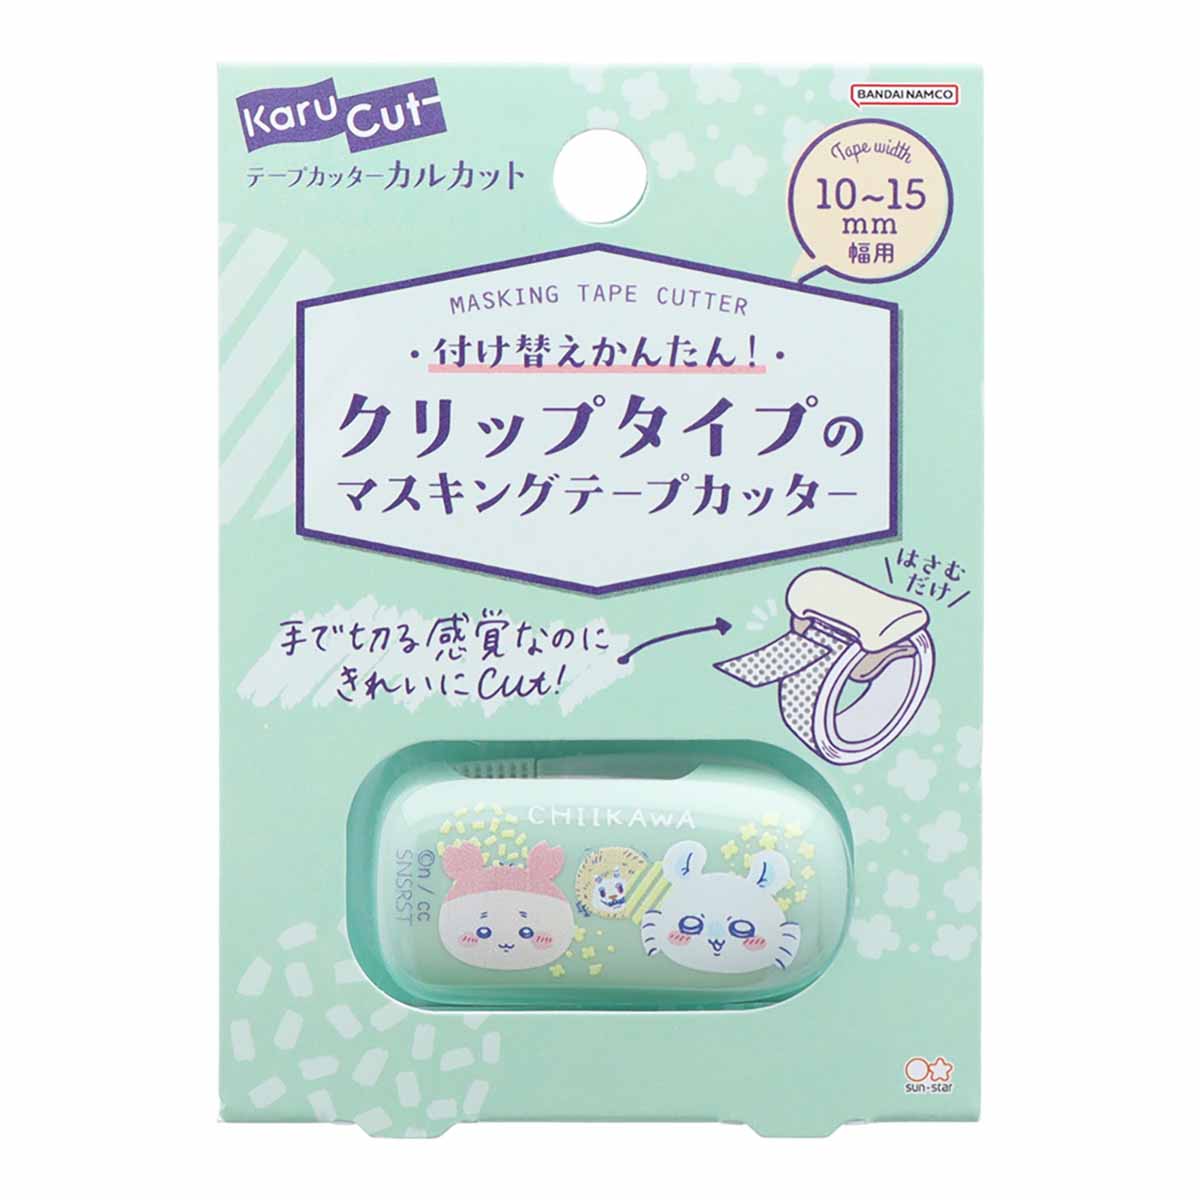 Karu Cut
BANDAI NAMCO
テープカッターカルカット
Tape width
10~15
mm
幅用
MASKING TAPE CUTTER
・付け替えかんたん!・
クリップタイプの
マスキングテープカッター
はさむ
だけ
手で切る感覚なのに
きれいにCut!
CHIIKAWA
©n / cc
SNSRST
sun-star